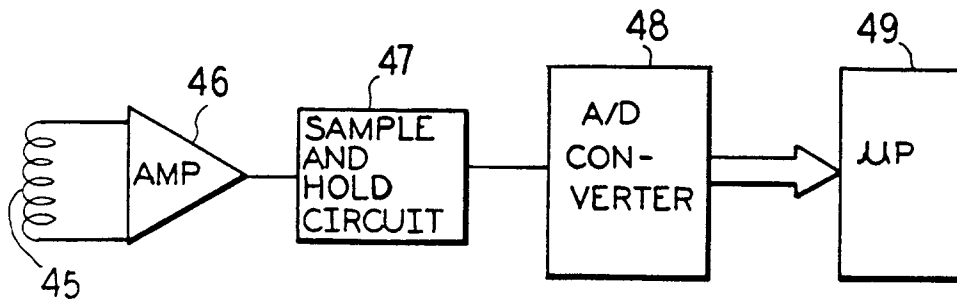 45
46
AMP
47
SAMPLE
AND
HOLD
CIRCUIT
48
A/D
CON-
VERTER
49
μP